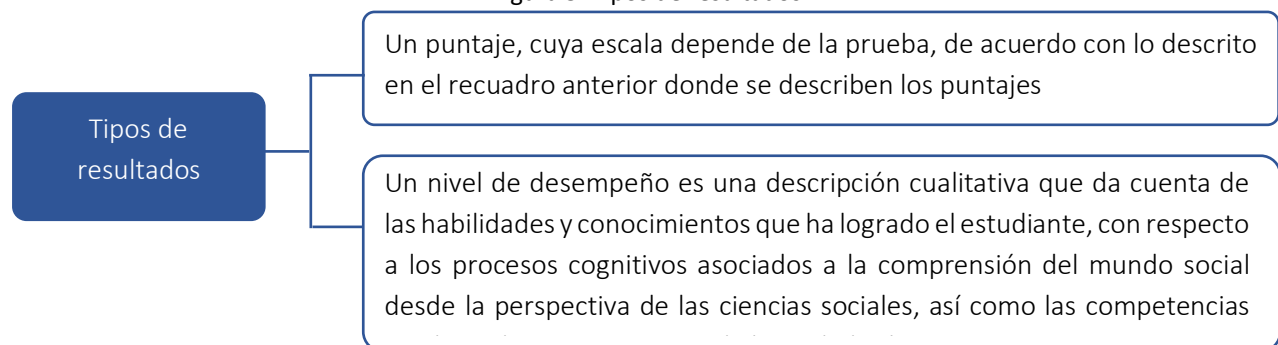 Tipos de resultados
Un puntaje, cuya escala depende de la prueba, de acuerdo con lo descrito
en el recuadro anterior donde se describen los puntajes
Tipos de
resultados
Un nivel de desempeño es una descripción cualitativa que da cuenta de
las habilidades y conocimientos que ha logrado el estudiante, con respecto
a los procesos cognitivos asociados a la comprensión del mundo social
desde la perspectiva de las ciencias sociales, así como las competencias